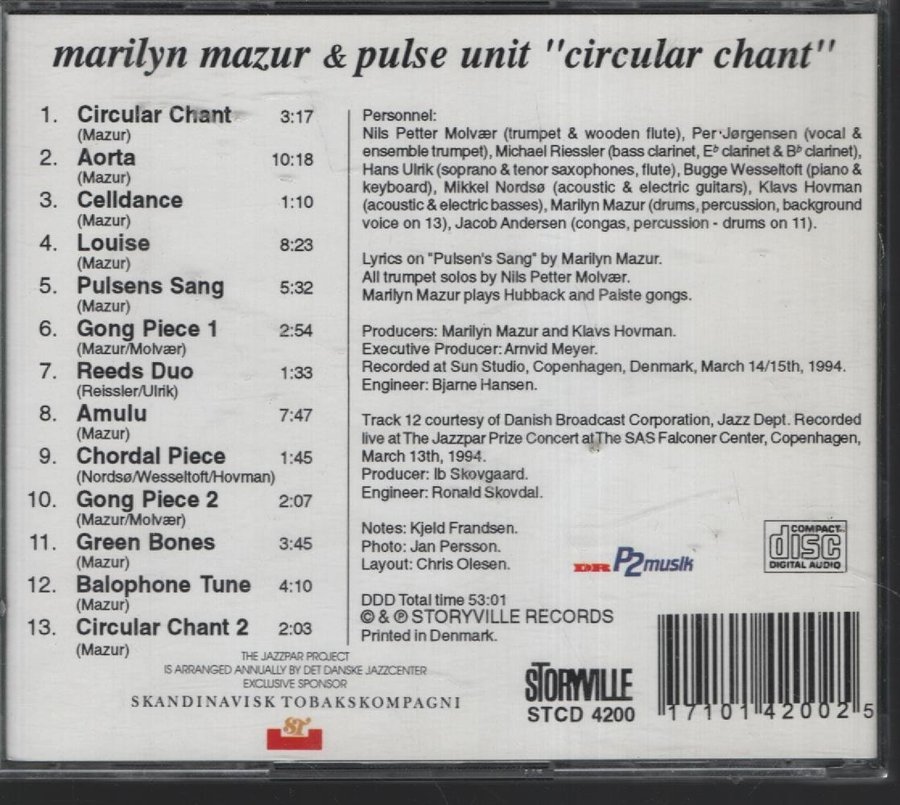 marilyn mazur & pulse unit "circular chant"
1. Circular Chant 3:17
(Mazur)
2. Aorta 10:18
(Mazur)
3. Celldance 1:10
(Mazur)
4. Louise 8:23
(Mazur)
5. Pulsens Sang 5:32
(Mazur)
6. Gong Piece 1 2:54
(Mazur/Molvær)
7. Reeds Duo 1:33
(Reissler/Ulrik)
8. Amulu 7:47
(Mazur)
9. Chordal Piece 1:45
(Nordsø/Wesseltoft/Hovman)
10. Gong Piece 2 2:07
(Mazur/Molvær)
11. Green Bones 3:45
(Mazur)
12. Balophone Tune 4:10
(Mazur)
13. Circular Chant 2 2:03
(Mazur)
Personnel:
Nils Petter Molvær (trumpet & wooden flute), Per Jørgensen (vocal &
ensemble trumpet), Michael Riessler (bass clarinet, E♭ clarinet & B♭ clarinet),
Hans Ulrik (soprano & tenor saxophones, flute), Bugge Wesseltoft (piano &
keyboard), Mikkel Nordsø (acoustic & electric guitars), Klavs Hovman
(acoustic & electric basses), Marilyn Mazur (drums, percussion, background
voice on 13), Jacob Andersen (congas, percussion - drums on 11).
Lyrics on "Pulsen's Sang" by Marilyn Mazur.
All trumpet solos by Nils Petter Molvær.
Marilyn Mazur plays Hubback and Paiste gongs.
Producers: Marilyn Mazur and Klavs Hovman.
Executive Producer: Arnvid Meyer.
Recorded at Sun Studio, Copenhagen, Denmark, March 14/15th, 1994.
Engineer: Bjarne Hansen.
Track 12 courtesy of Danish Broadcast Corporation, Jazz Dept. Recorded
live at The Jazzpar Prize Concert at The SAS Falconer Center, Copenhagen,
March 13th, 1994.
Producer: Ib Skovgaard.
Engineer: Ronald Skovdal.
Notes: Kjeld Frandsen.
Photo: Jan Persson.
Layout: Chris Olesen.
DR P2musik
COMPACT
disc
DIGITAL AUDIO
DDD Total time 53:01
© & ℗ STORYVILLE RECORDS
Printed in Denmark.
THE JAZZPAR PROJECT
IS ARRANGED ANNUALLY BY DET DANSKE JAZZCENTER
EXCLUSIVE SPONSOR
SKANDINAVISK TOBAKSKOMPAGNI
ST
STORYVILLE
STCD 4200
17101 42002 5